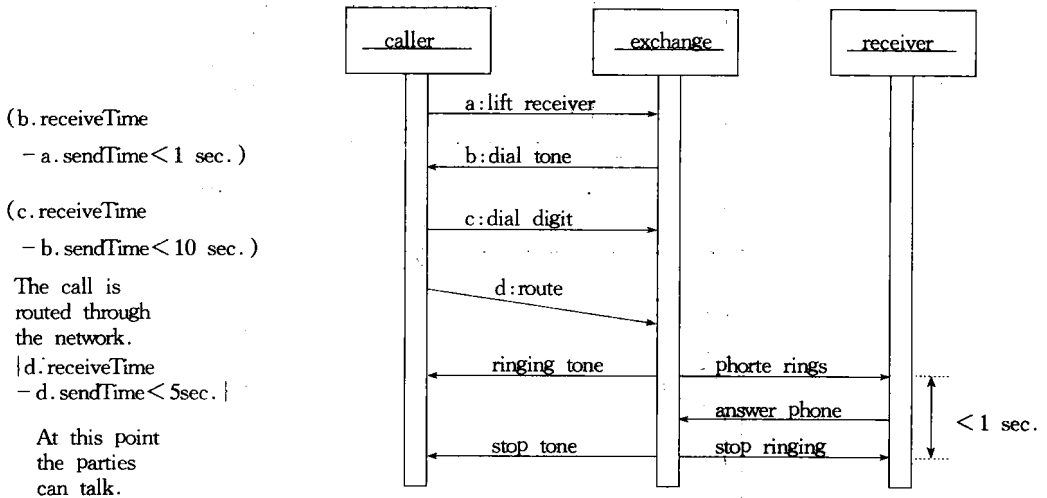 caller
exchange
receiver
(b.receiveTime
-a.sendTime<1 sec.)
(c.receiveTime
-b.sendTime<10 sec.)
The call is
routed through
the network.
|d.receiveTime
-d.sendTime<5sec.|
At this point
the parties
can talk.
a:lift receiver
b:dial tone
c:dial digit
d:route
ringing tone
phorte rings
answer phone
stop tone
stop ringing
<1 sec.